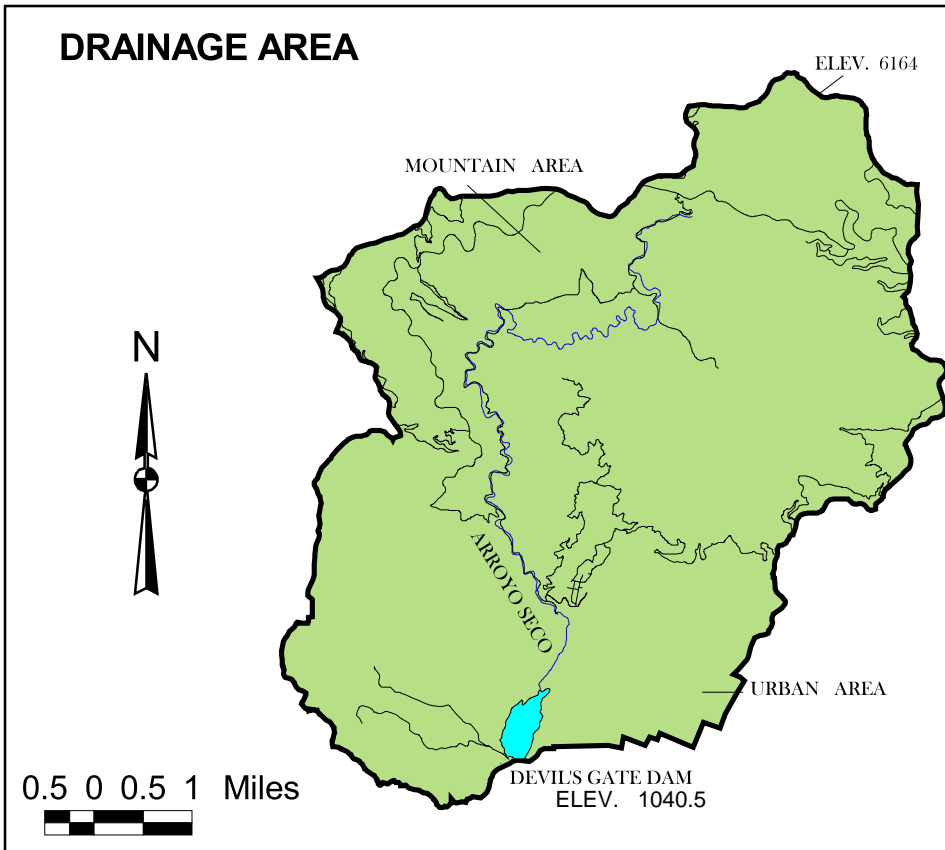 DRAINAGE AREA
ELEV. 6164
MOUNTAIN AREA
N
ARROYO SECO
URBAN AREA
DEVIL'S GATE DAM
ELEV. 1040.5
0.5 0 0.5 1 Miles